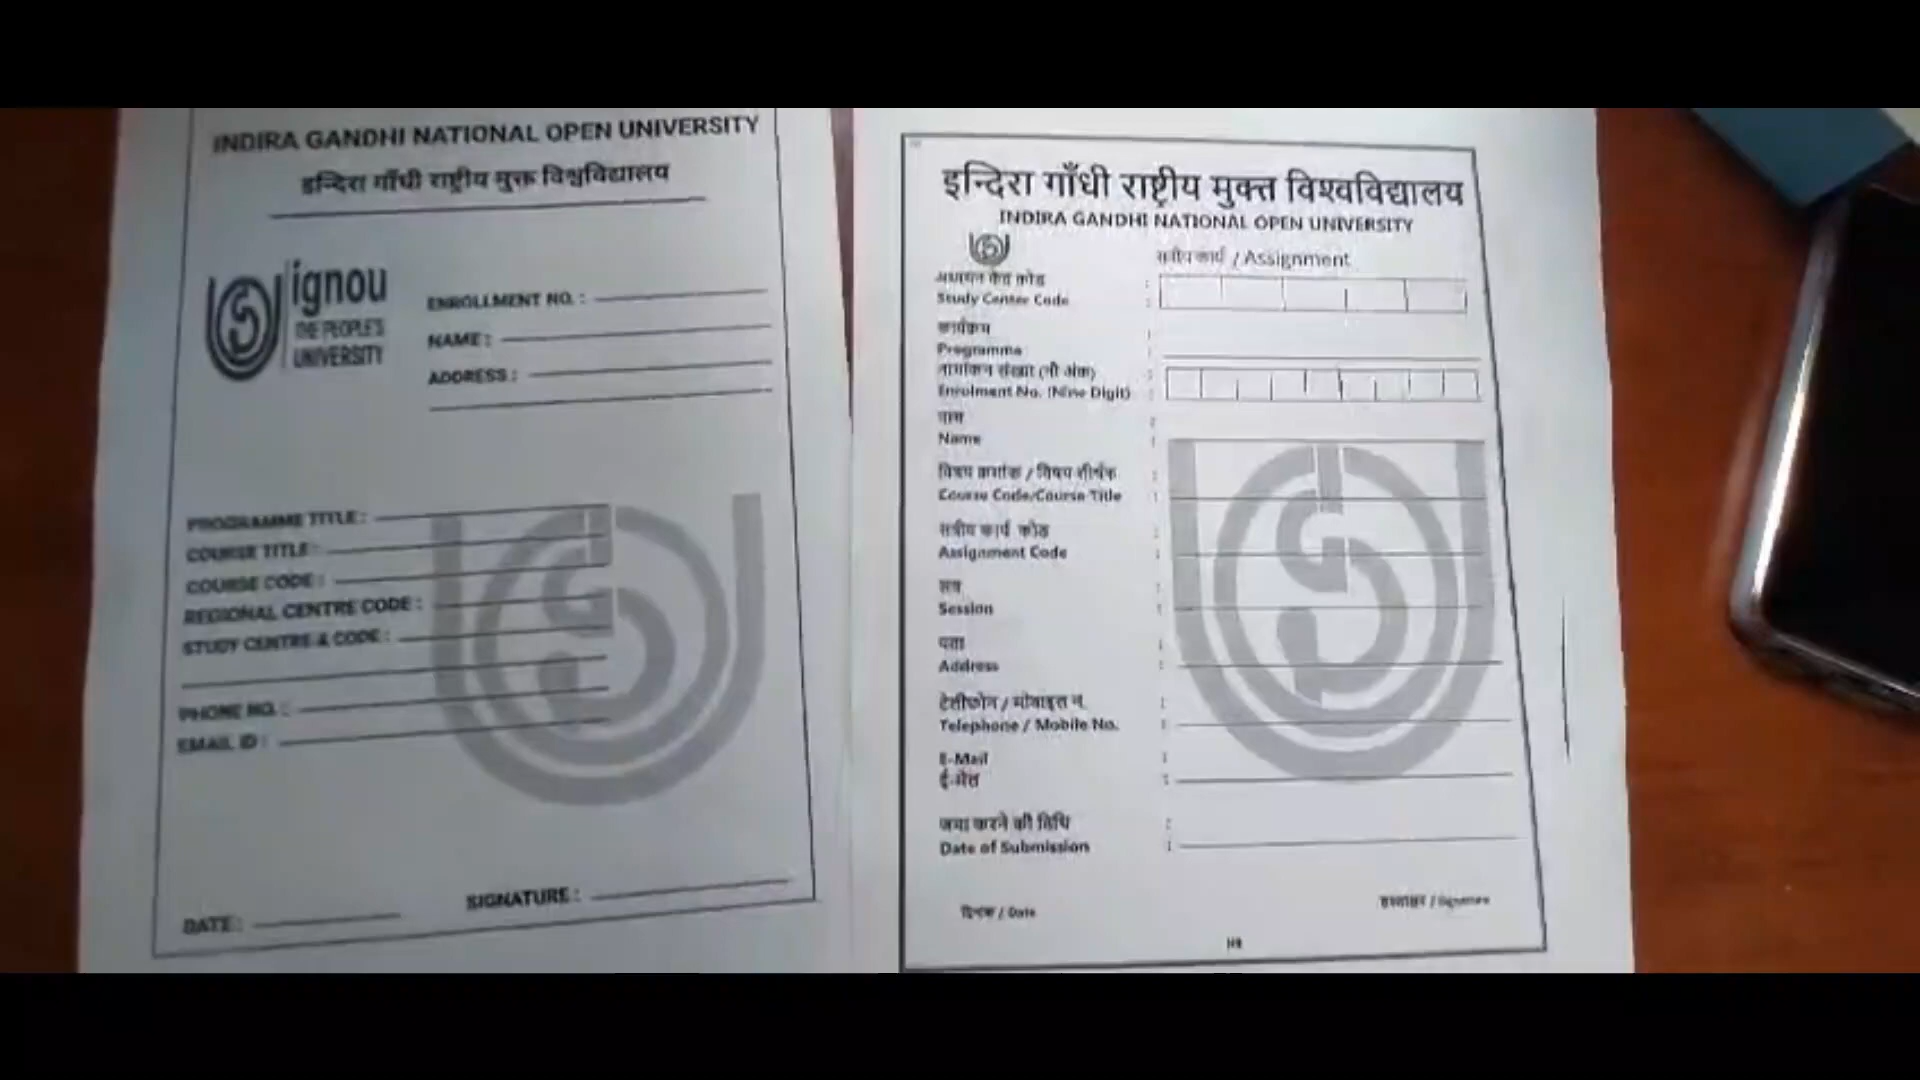 INDIRA GANDHI NATIONAL OPEN UNIVERSITY
इन्दिरा गाँधी राष्ट्रीय मुक्त विश्वविद्यालय
ignou
THE PEOPLE'S
UNIVERSITY
ENROLLMENT NO. :
NAME :
ADDRESS :
PROGRAMME TITLE :
COURSE TITLE :
COURSE CODE :
REGIONAL CENTRE CODE :
STUDY CENTRE & CODE :
PHONE NO. :
EMAIL ID :
DATE :
SIGNATURE :
इन्दिरा गाँधी राष्ट्रीय मुक्त विश्वविद्यालय
INDIRA GANDHI NATIONAL OPEN UNIVERSITY
सत्रीय कार्य / Assignment
अध्ययन केंद्र कोड :
Study Center Code :
कार्यक्रम :
Programme :
नामांकन संख्या (नौ अंक) :
Enrolment No. (Nine Digit) :
नाम :
Name :
विषय क्रमांक / विषय शीर्षक :
Course Code/Course Title :
सत्रीय कार्य कोड :
Assignment Code :
सत्र :
Session :
पता :
Address :
टेलीफोन / मोबाइल नं. :
Telephone / Mobile No. :
E-Mail :
ई-मेल :
जमा करने की तिथि :
Date of Submission :
दिनांक / Date
हस्ताक्षर / Signature